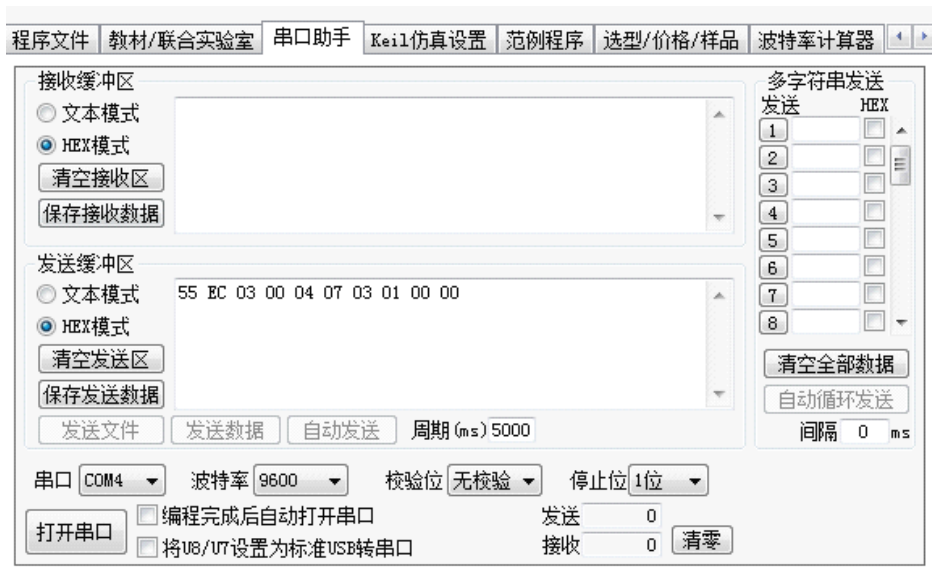 程序文件 教材/联合实验室 串口助手 Keil仿真设置 范例程序 选型/价格/样品 波特率计算器
接收缓冲区
文本模式
HEX模式
清空接收区
保存接收数据
发送缓冲区
文本模式
HEX模式
清空发送区
保存发送数据
55 EC 03 00 04 07 03 01 00 00
发送文件 发送数据 自动发送 周期(ms) 5000
多字符串发送
发送 HEX
1
2
3
4
5
6
7
8
清空全部数据
自动循环发送
间隔 0 ms
串口 COM4 波特率 9600 校验位 无校验 停止位 1位
打开串口
编程完成后自动打开串口
将U8/U7设置为标准USB转串口
发送 0
接收 0
清零